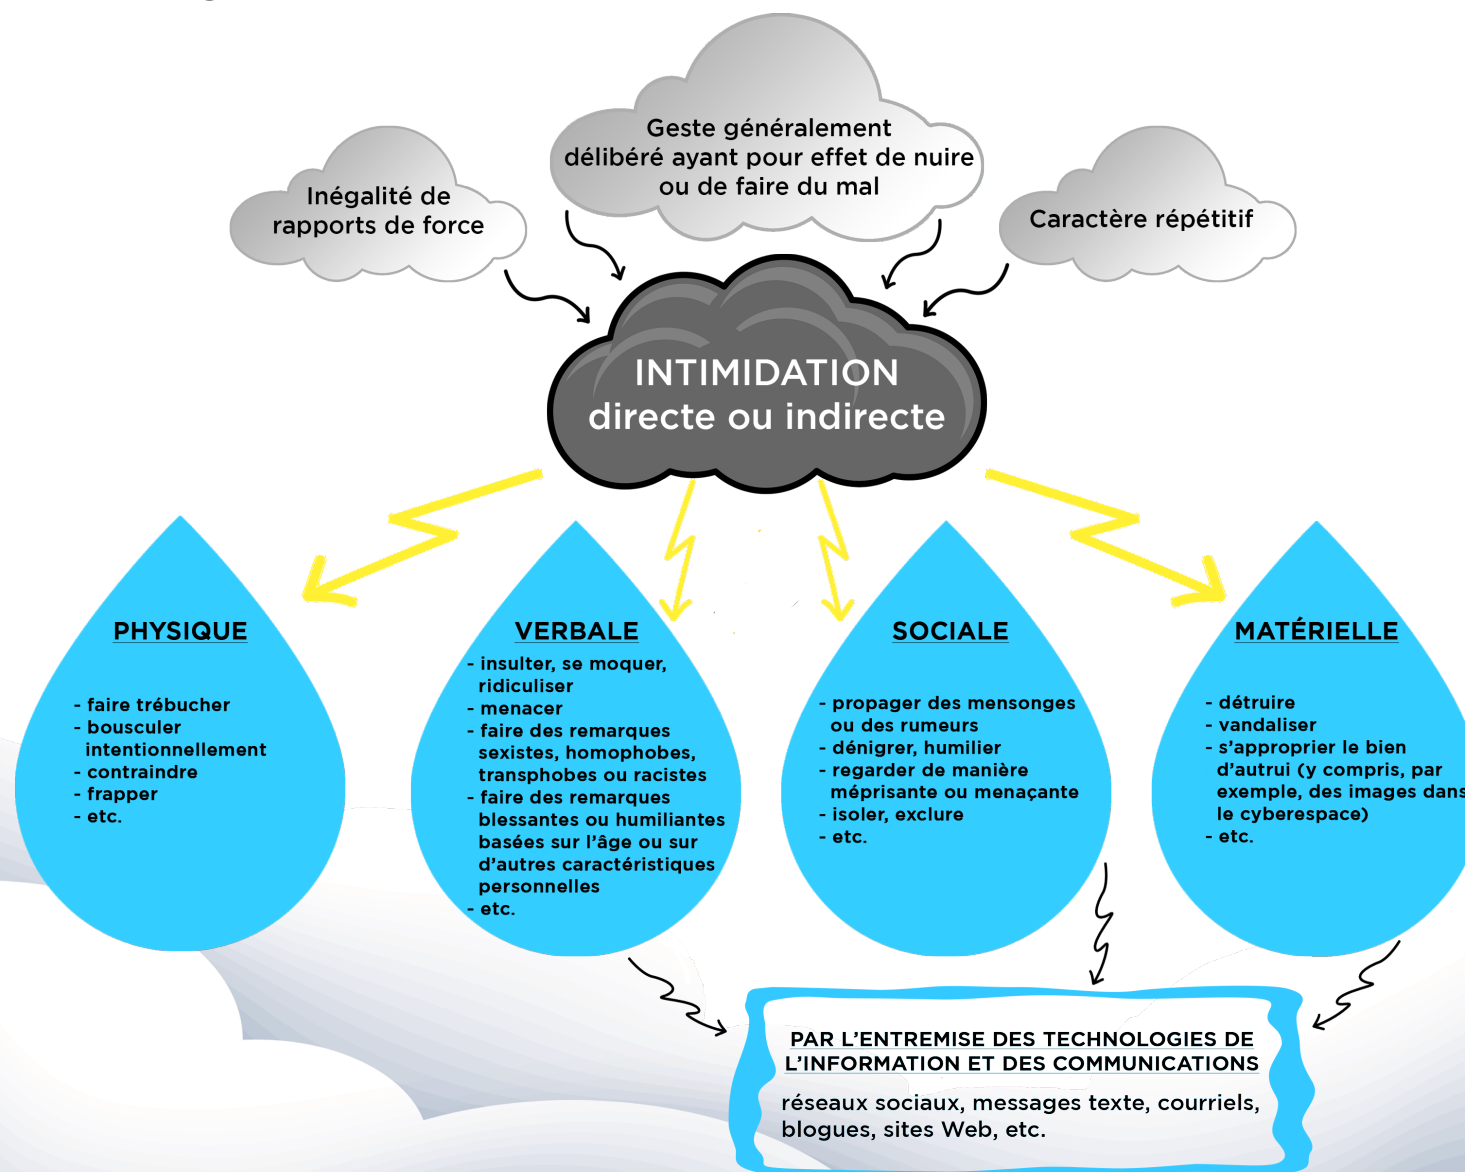 Geste généralement
délibéré ayant pour effet de nuire
ou de faire du mal
Inégalité de
rapports de force
Caractère répétitif
INTIMIDATION
directe ou indirecte
PHYSIQUE
- faire trébucher
- bousculer
intentionnellement
- contraindre
- frapper
- etc.
VERBALE
- insulter, se moquer,
ridiculiser
- menacer
- faire des remarques
sexistes, homophobes,
transphobes ou racistes
- faire des remarques
blessantes ou humiliantes
basées sur l'âge ou sur
d'autres caractéristiques
personnelles
- etc.
SOCIALE
- propager des mensonges
ou des rumeurs
- dénigrer, humilier
- regarder de manière
méprisante ou menaçante
- isoler, exclure
- etc.
MATÉRIELLE
- détruire
- vandaliser
- s'approprier le bien
d'autrui (y compris, par
exemple, des images dans
le cyberespace)
- etc.
PAR L'ENTREMISE DES TECHNOLOGIES DE
L'INFORMATION ET DES COMMUNICATIONS
réseaux sociaux, messages texte, courriels,
blogues, sites Web, etc.